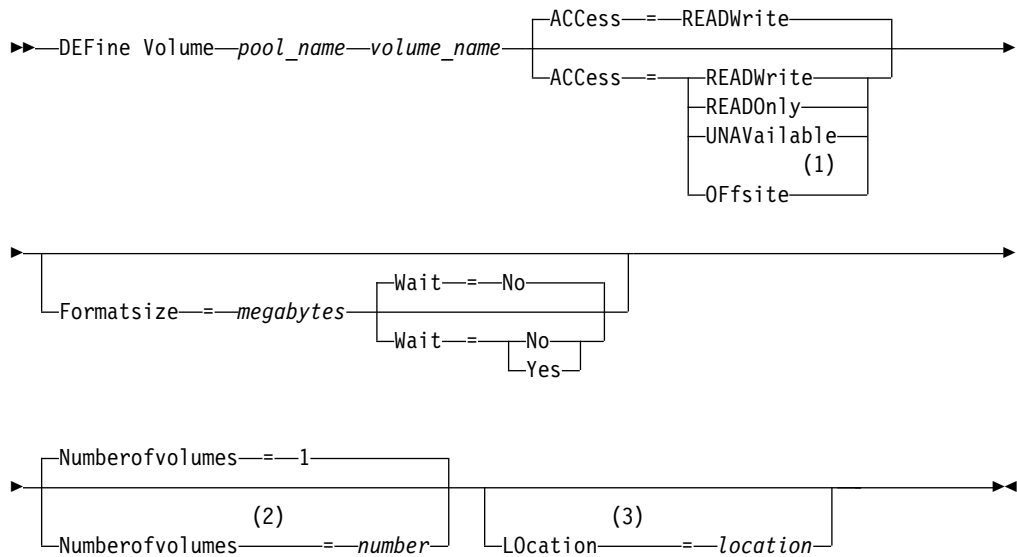 ACCess = READWrite
DEFine Volume pool_name volume_name
ACCess = READWrite
READOnly
UNAVailable
(1)
OFfsite
Wait = No
Formatsize = megabytes
Wait = No
Yes
Numberofvolumes = 1
(2) (3)
Numberofvolumes = number LOcation = location